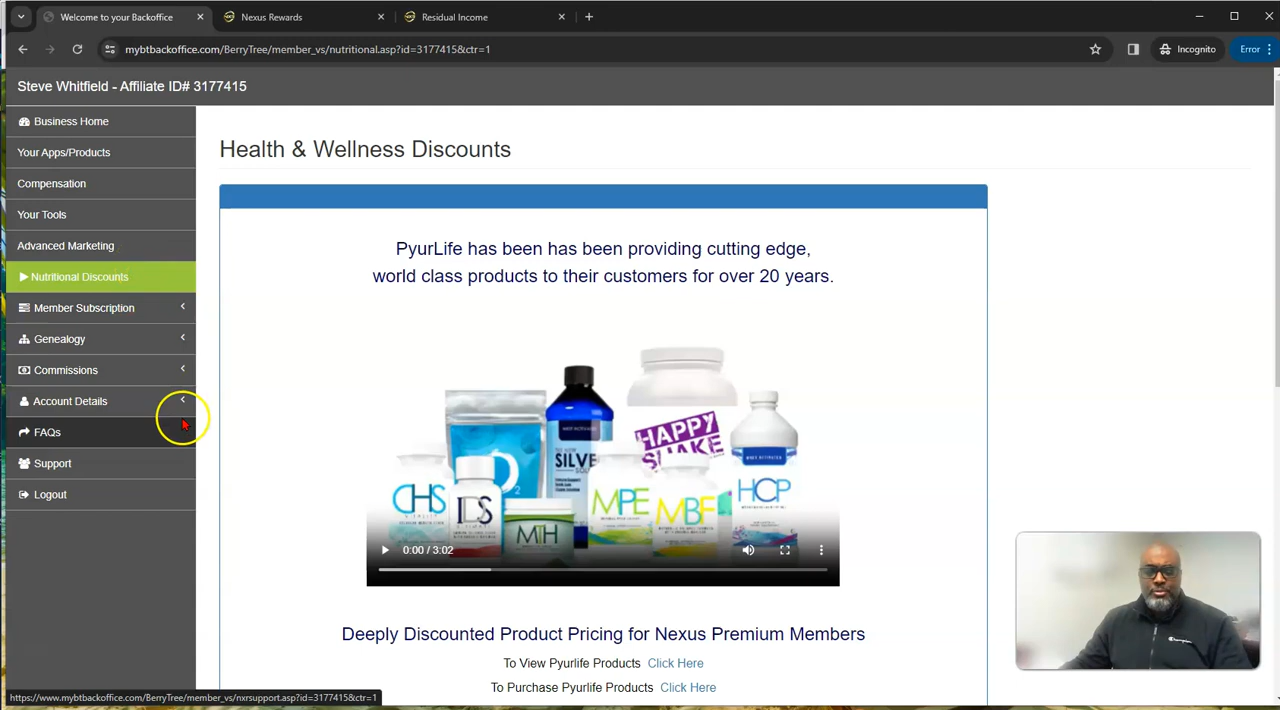 Welcome to your Backoffice
Nexus Rewards
Residual Income
mybtbackoffice.com/BerryTree/member_vs/nutritional.asp?id=3177415&ctr=1
Incognito
Error
Steve Whitfield - Affiliate ID# 3177415
Business Home
Your Apps/Products
Compensation
Your Tools
Advanced Marketing
Nutritional Discounts
Member Subscription
Genealogy
Commissions
Account Details
FAQs
Support
Logout
Health & Wellness Discounts
PyurLife has been has been providing cutting edge,
world class products to their customers for over 20 years.
HAPPY
SHAKE
SILVE
CHS
IDS
MTH
MPE
MBF
HCP
0:00 / 3:02
Deeply Discounted Product Pricing for Nexus Premium Members
To View Pyurlife Products Click Here
To Purchase Pyurlife Products Click Here
Champion
https://www.mybtbackoffice.com/BerryTree/member_vs/nxrsupport.asp?id=3177415&ctr=1